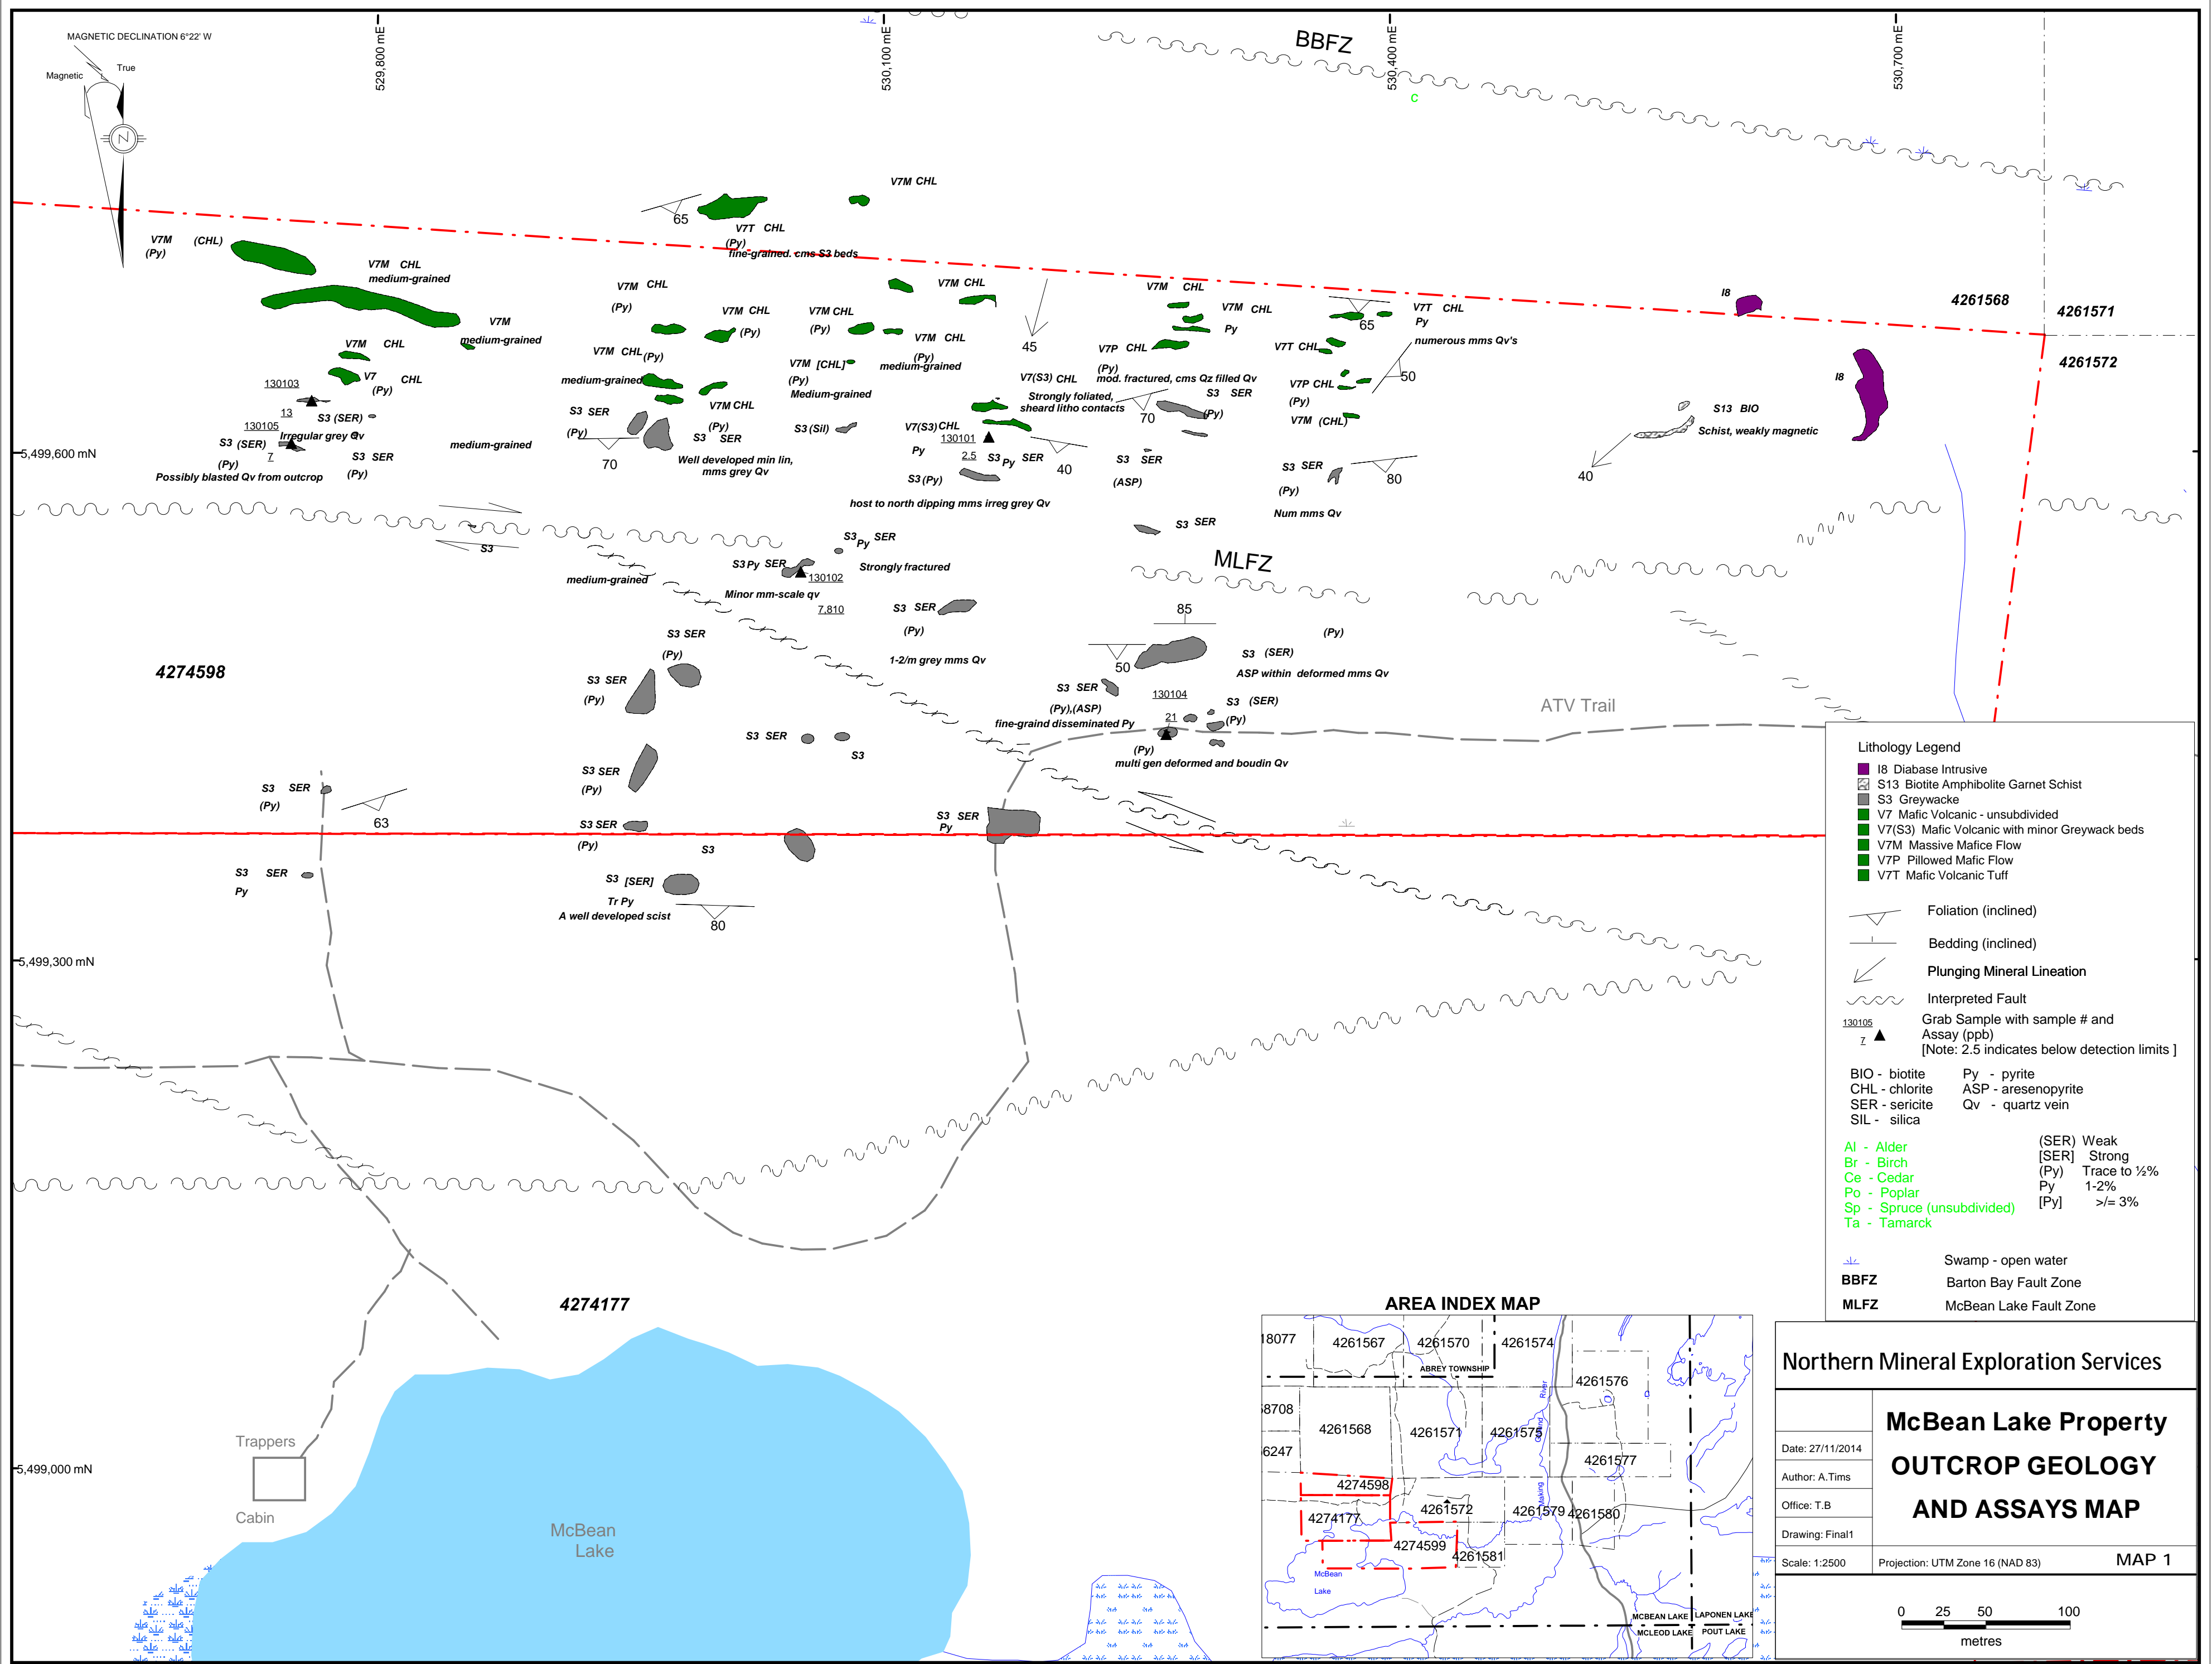 MAGNETIC DECLINATION 6°22' W
True
Magnetic
N
529,800 mE
530,100 mE
530,400 mE
530,700 mE
BBFZ
C
V7M CHL
65
V7T CHL
(Py)
fine-grained. cms S3 beds
V7M (CHL)
(Py)
V7M CHL
medium-grained
V7M
medium-grained
V7M CHL
V7 CHL
(Py)
130103
13
S3 (SER)
Irregular grey Qv
130105
7
S3 (SER)
(Py)
Possibly blasted Qv from outcrop
S3 SER
(Py)
medium-grained
V7M CHL
(Py)
V7M CHL
(Py)
V7M CHL
(Py)
V7M CHL
V7M CHL
(Py)
medium-grained
45
V7M CHL (Py)
medium-grained
V7M CHL
(Py)
V7M [CHL]
(Py)
Medium-grained
S3 SER
(Py)
70
S3 SER
Well developed min lin,
mms grey Qv
S3 (Sil)
V7(S3) CHL
Strongly foliated,
sheard litho contacts
V7(S3) CHL
Py
130101
2.5
S3 Py SER
S3 (Py)
40
host to north dipping mms irreg grey Qv
V7M CHL
V7M CHL
Py
V7P CHL
(Py)
mod. fractured, cms Qz filled Qv
70
S3 SER
(Py)
S3 SER
(ASP)
65
V7T CHL
Py
numerous mms Qv's
V7T CHL
50
V7P CHL
V7M (CHL)
S3 SER
(Py)
Num mms Qv
80
I8
I8
S13 BIO
Schist, weakly magnetic
40
4261568
4261571
4261572
5,499,600 mN
S3
medium-grained
S3 Py SER
Strongly fractured
S3 Py SER
130102
Minor mm-scale qv
7,810
S3 SER
MLFZ
S3 SER
(Py)
1-2/m grey mms Qv
85
50
(Py)
S3 (SER)
ASP within deformed mms Qv
4274598
S3 SER
(Py)
S3 SER
(Py)
S3 SER
(Py),(ASP)
fine-graind disseminated Py
130104
21
S3 (SER)
(Py)
(Py)
multi gen deformed and boudin Qv
ATV Trail
S3 SER
S3
S3 SER
(Py)
S3 SER
(Py)
63
S3 SER
Py
S3 SER
(Py)
S3
S3 SER
Py
S3 [SER]
Tr Py
A well developed scist
80
5,499,300 mN
4274177
5,499,000 mN
Trappers
Cabin
McBean
Lake
Lithology Legend
I8 Diabase Intrusive
S13 Biotite Amphibolite Garnet Schist
S3 Greywacke
V7 Mafic Volcanic - unsubdivided
V7(S3) Mafic Volcanic with minor Greywack beds
V7M Massive Mafice Flow
V7P Pillowed Mafic Flow
V7T Mafic Volcanic Tuff
Foliation (inclined)
Bedding (inclined)
Plunging Mineral Lineation
Interpreted Fault
130105
7
Grab Sample with sample # and
Assay (ppb)
[Note: 2.5 indicates below detection limits ]
BIO - biotite Py - pyrite
CHL - chlorite ASP - aresenopyrite
SER - sericite Qv - quartz vein
SIL - silica
Al - Alder
Br - Birch
Ce - Cedar
Po - Poplar
Sp - Spruce (unsubdivided)
Ta - Tamarck
(SER) Weak
[SER] Strong
(Py) Trace to ½%
Py 1-2%
[Py] >/= 3%
Swamp - open water
BBFZ Barton Bay Fault Zone
MLFZ McBean Lake Fault Zone
AREA INDEX MAP
18077
4261567
4261570
4261574
ABREY TOWNSHIP
4261576
4261568
4261571
4261575
6247
4261577
4274598
4274177
4261572
4261579
4261580
4274599
4261581
River
Making
McBean
Lake
MCBEAN LAKE
LAPONEN LAKE
MCLEOD LAKE
POUT LAKE
Northern Mineral Exploration Services
McBean Lake Property
OUTCROP GEOLOGY
AND ASSAYS MAP
Date: 27/11/2014
Author: A.Tims
Office: T.B
Drawing: Final1
Scale: 1:2500
Projection: UTM Zone 16 (NAD 83)
MAP 1
0 25 50 100
metres